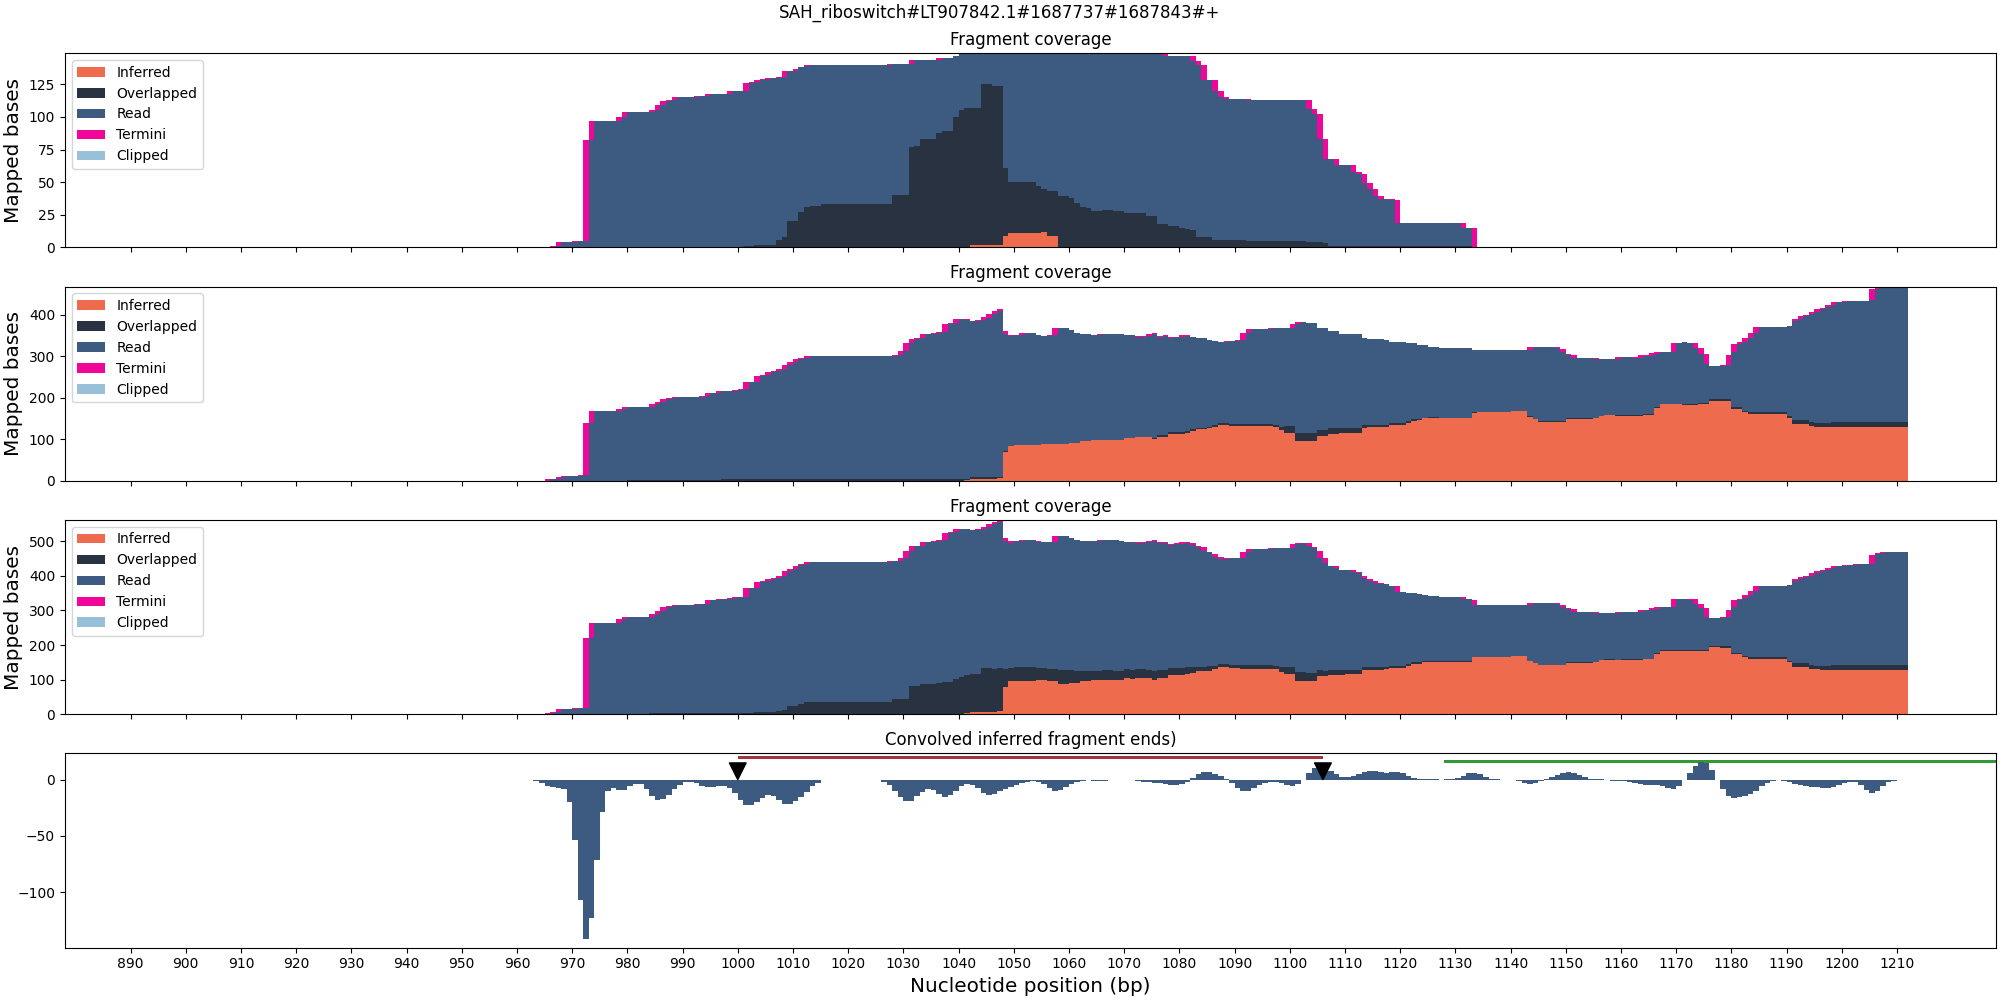 SAH_riboswitch#LT907842.1#1687737#1687843#+
Fragment coverage
Mapped bases
125
100
75
50
25
0
Inferred
Overlapped
Read
Termini
Clipped
Fragment coverage
Mapped bases
400
300
200
100
0
Inferred
Overlapped
Read
Termini
Clipped
Fragment coverage
Mapped bases
500
400
300
200
100
0
Inferred
Overlapped
Read
Termini
Clipped
Convolved inferred fragment ends)
0
−50
−100
890 900 910 920 930 940 950 960 970 980 990 1000 1010 1020 1030 1040 1050 1060 1070 1080 1090 1100 1110 1120 1130 1140 1150 1160 1170 1180 1190 1200 1210
Nucleotide position (bp)